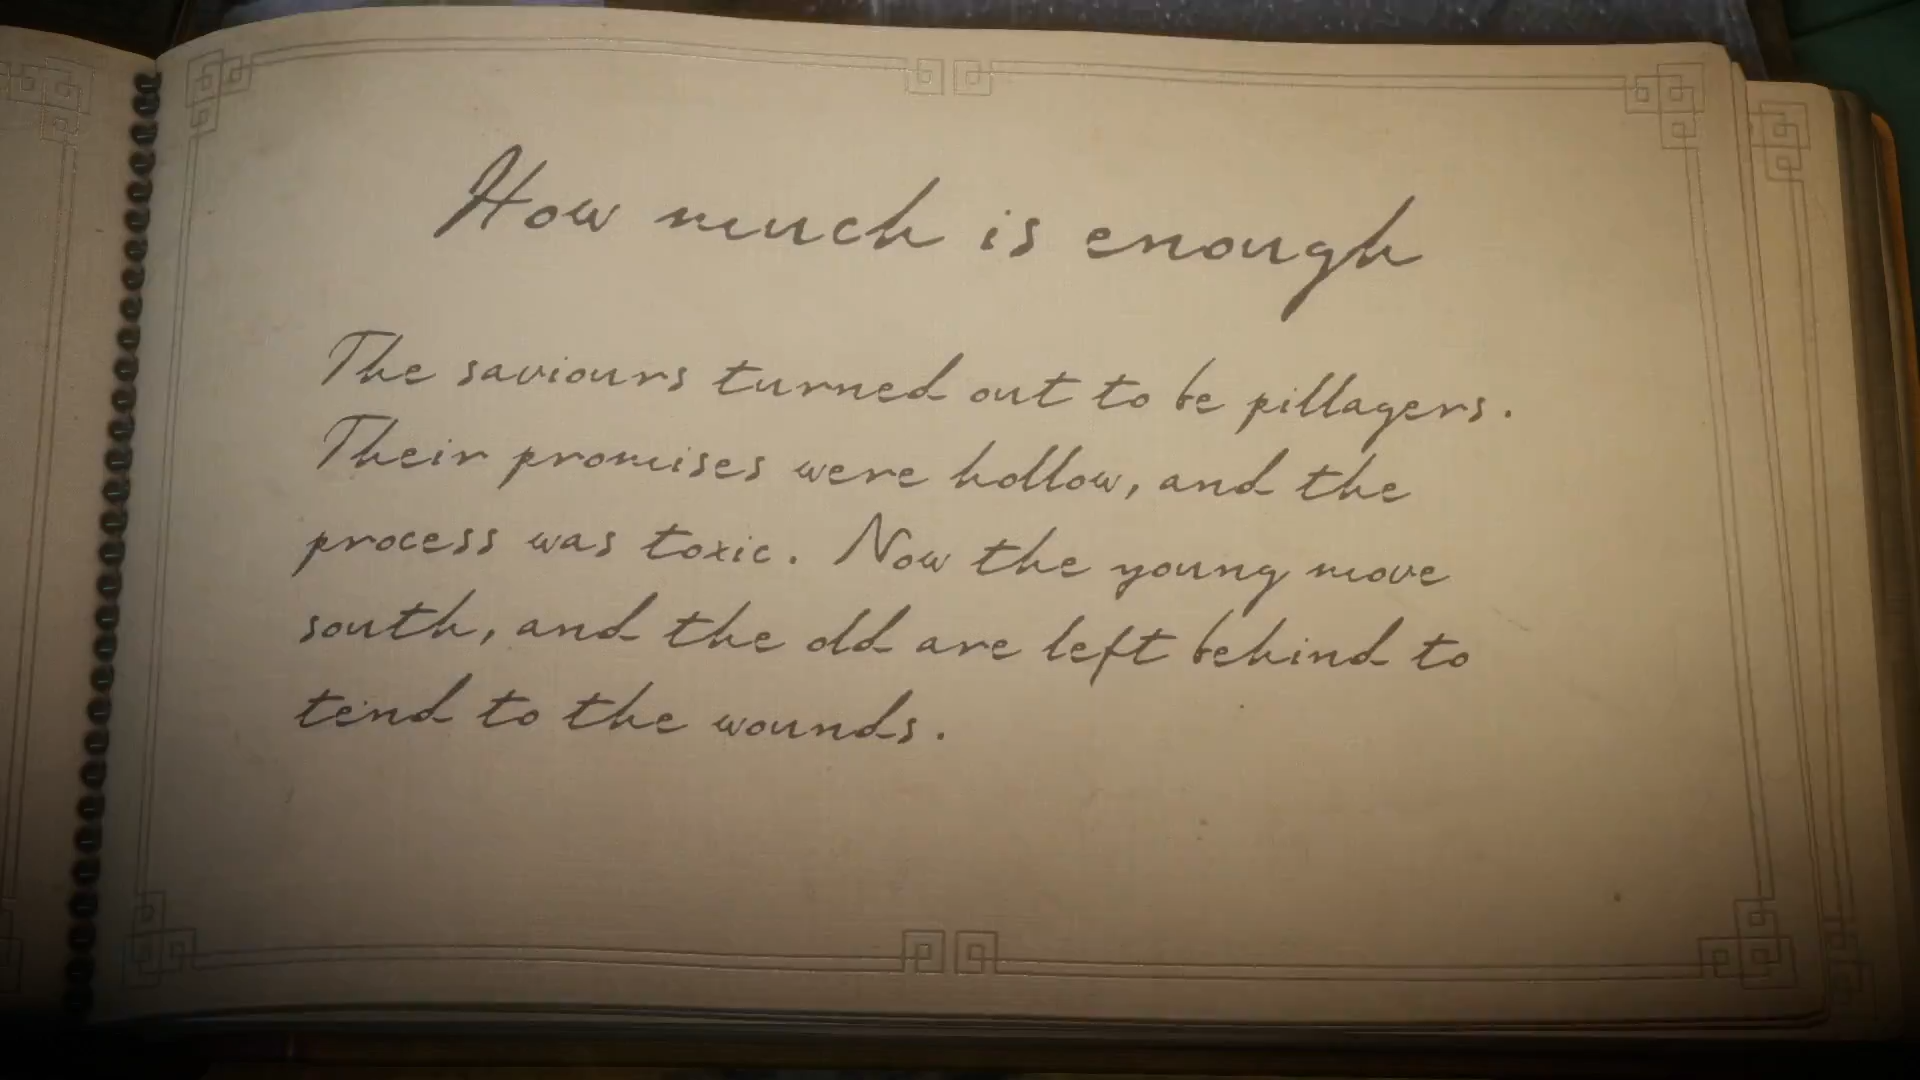 How much is enough
The saviours turned out to be pillagers.
Their promises were hollow, and the
process was toxic. Now the young move
south, and the old are left behind to
tend to the wounds.